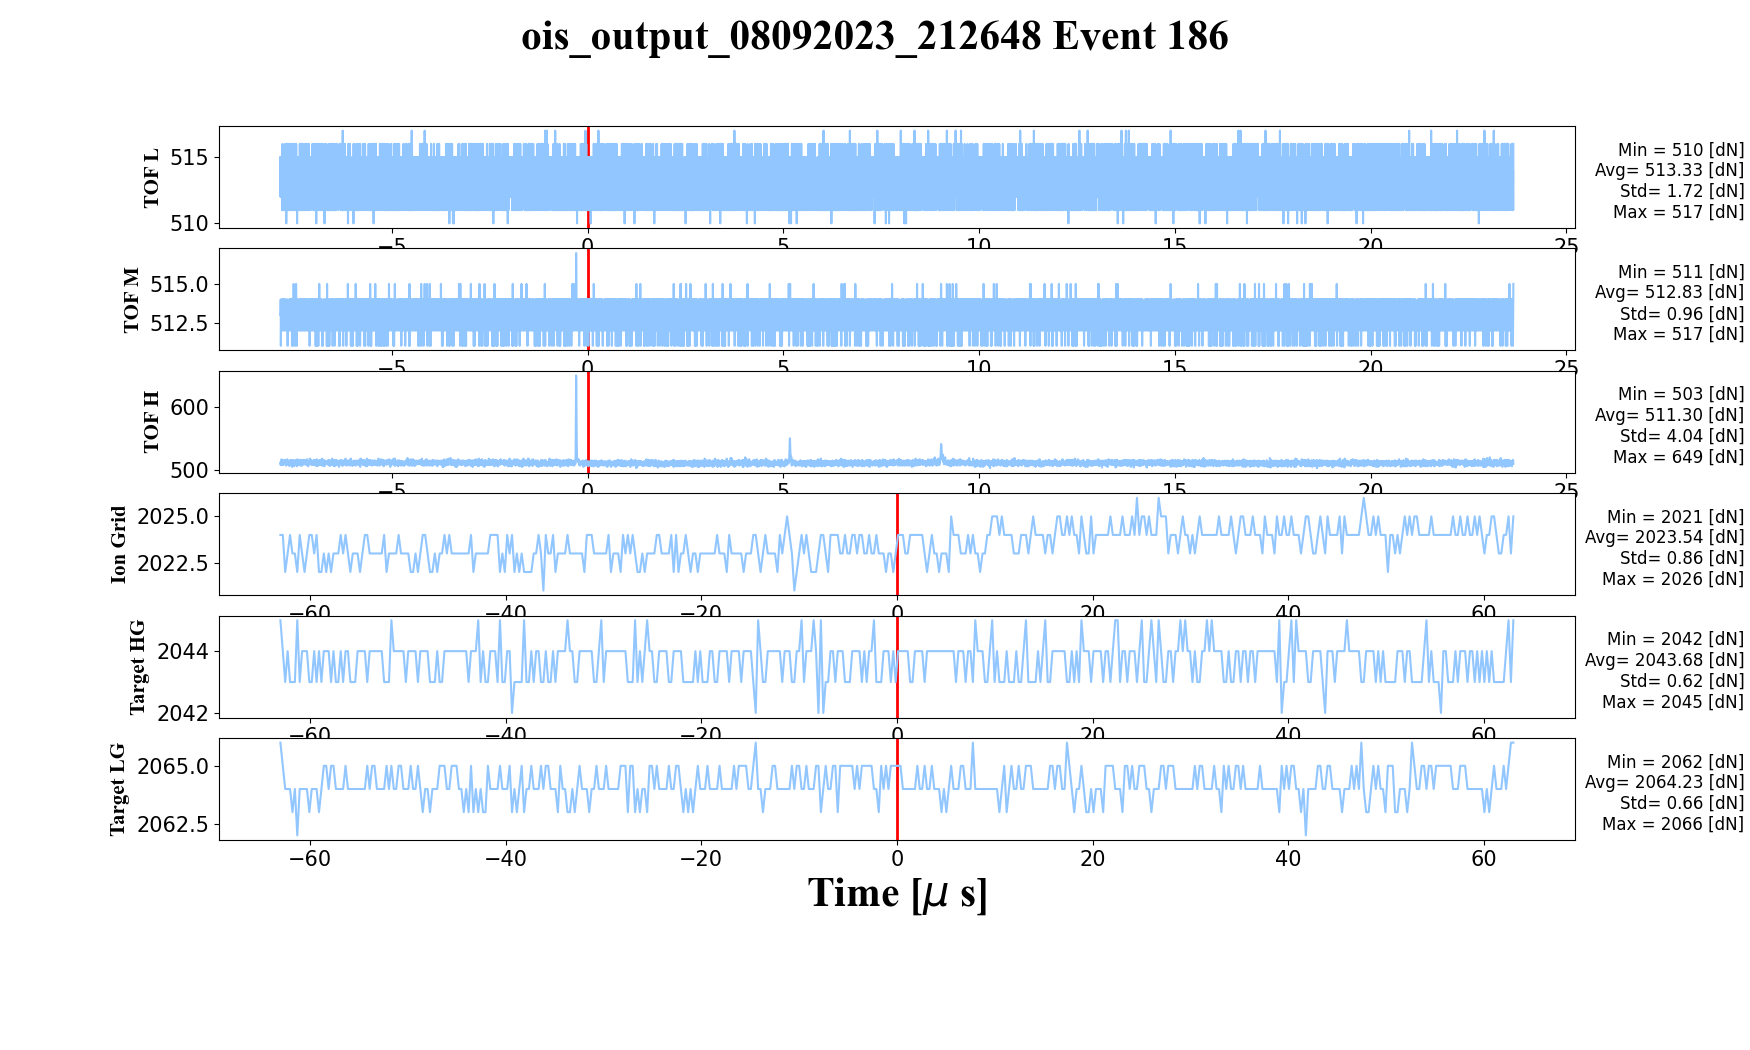 ois_output_08092023_212648 Event 186
TOF L
515
510
−5
0
5
10
15
20
25
Min = 510 [dN]
Avg= 513.33 [dN]
Std= 1.72 [dN]
Max = 517 [dN]
TOF M
515.0
512.5
−5
0
5
10
15
20
25
Min = 511 [dN]
Avg= 512.83 [dN]
Std= 0.96 [dN]
Max = 517 [dN]
TOF H
600
500
−5
0
5
10
15
20
25
Min = 503 [dN]
Avg= 511.30 [dN]
Std= 4.04 [dN]
Max = 649 [dN]
Ion Grid
2025.0
2022.5
−60
−40
−20
0
20
40
60
Min = 2021 [dN]
Avg= 2023.54 [dN]
Std= 0.86 [dN]
Max = 2026 [dN]
Target HG
2044
2042
−60
−40
−20
0
20
40
60
Min = 2042 [dN]
Avg= 2043.68 [dN]
Std= 0.62 [dN]
Max = 2045 [dN]
Target LG
2065.0
2062.5
−60
−40
−20
0
20
40
60
Min = 2062 [dN]
Avg= 2064.23 [dN]
Std= 0.66 [dN]
Max = 2066 [dN]
Time [μ s]